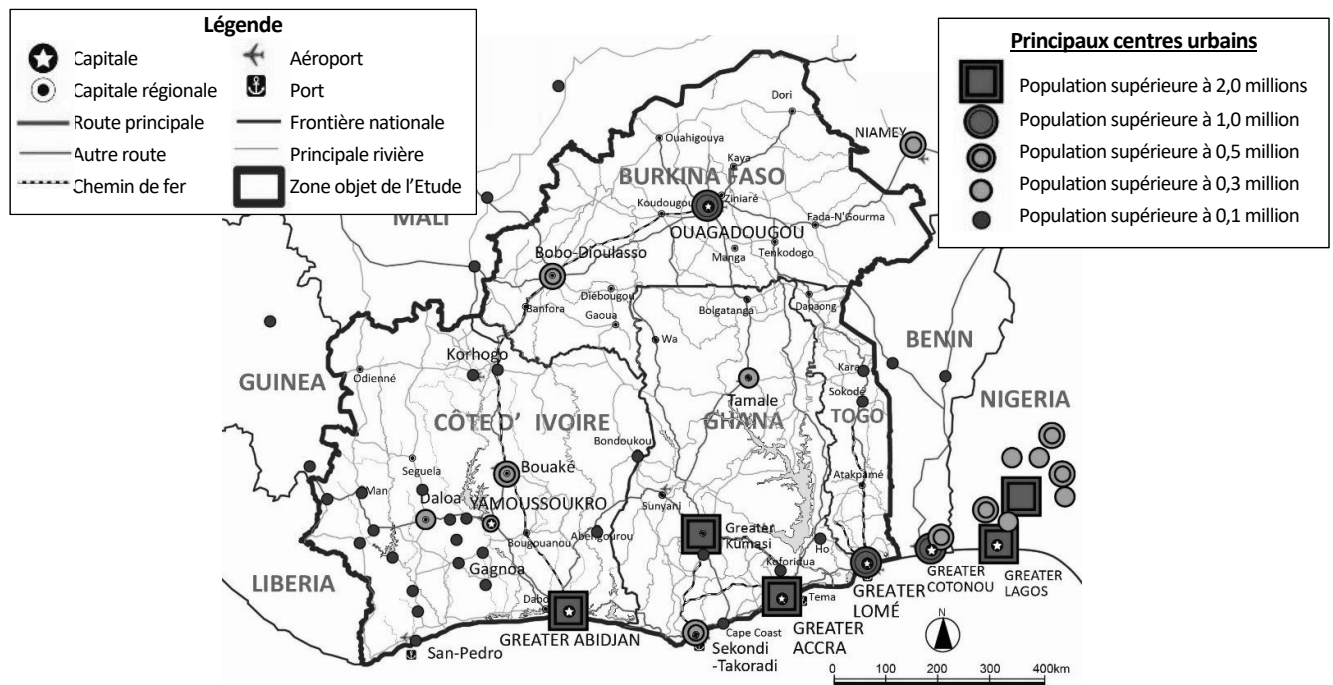 Légende
Capitale
Aéroport
Capitale régionale
Port
Route principale
Frontière nationale
Autre route
Principale rivière
Chemin de fer
Zone objet de l'Etude
Principaux centres urbains
Population supérieure à 2,0 millions
Population supérieure à 1,0 million
Population supérieure à 0,5 million
Population supérieure à 0,3 million
Population supérieure à 0,1 million
Dori
Ouahigouya
NIAMEY
Kaya
BURKINA FASO
Koudougou
Ziniaré
MALI
Fada-N'Gourma
OUAGADOUGOU
Bobo-Dioulasso
Manga
Tenkodogo
Diébougou
Banfora
Gaoua
Bolgatanga
Dapaong
Wa
BENIN
Korhogo
Odienné
Kara
GUINEA
Sokodé
Tamale
NIGERIA
CÔTE D' IVOIRE
GHANA
TOGO
Bondoukou
Seguela
Bouaké
Atakpamé
Man
Daloa
YAMOUSSOUKRO
Sunyani
Greater
Kumasi
Bougouanou
Abengourou
Ho
Gagnoa
Koforidua
LIBERIA
GREATER
COTONOU
GREATER
LAGOS
GREATER
LOMÉ
Dabou
Tema
GREATER ABIDJAN
Cape Coast
GREATER
ACCRA
San-Pedro
Sekondi
-Takoradi
N
0 100 200 300 400km